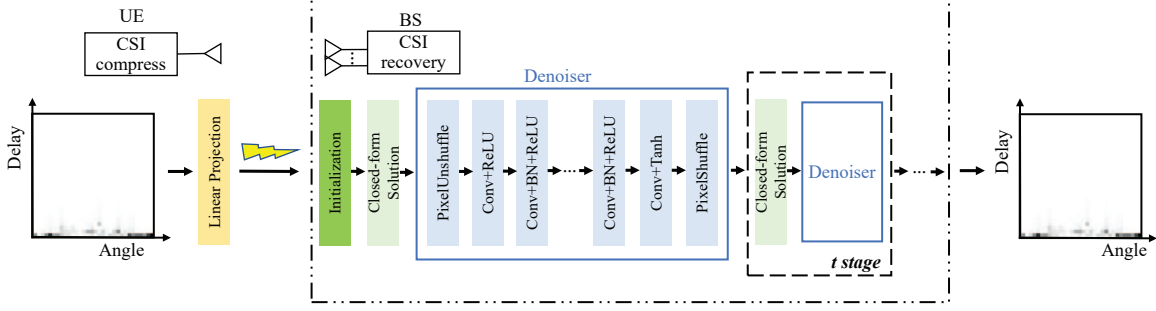 UE
CSI
compress
BS
CSI
recovery
Delay
Angle
Linear Projection
Initialization
Closed-form
Solution
Denoiser
PixelUnshuffle
Conv+ReLU
Conv+BN+ReLU
...
Conv+BN+ReLU
Conv+Tanh
PixelShuffle
Closed-form
Solution
Denoiser
t stage
...
Delay
Angle